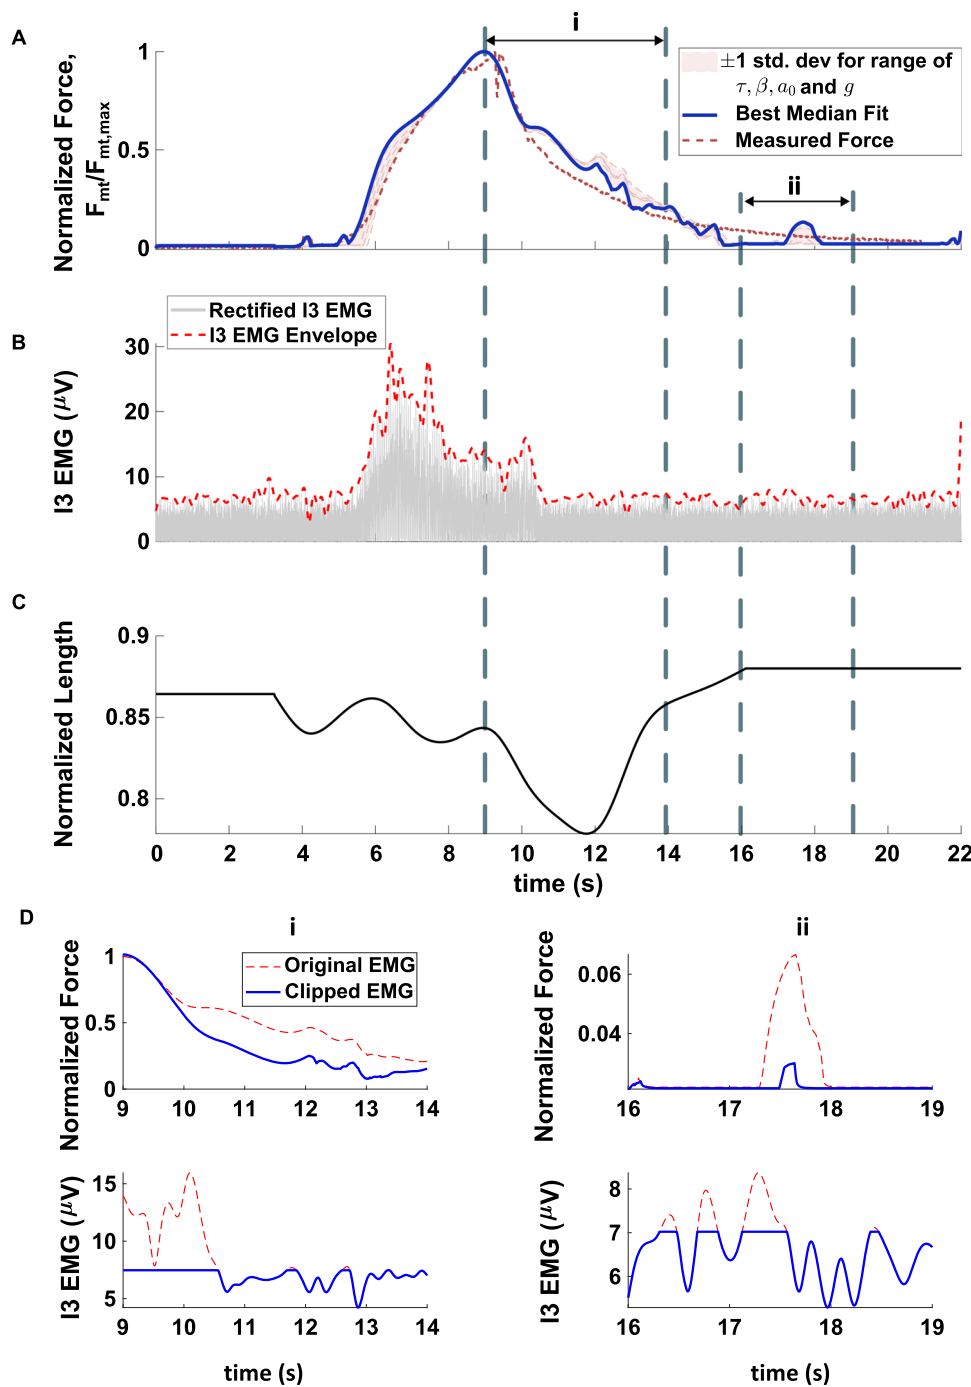 A
Normalized Force,
F_mt/F_mt,max
1
0.5
0
i
ii
±1 std. dev for range of
τ, β, a₀ and g
Best Median Fit
Measured Force
B
I3 EMG (μV)
30
20
10
0
Rectified I3 EMG
I3 EMG Envelope
C
Normalized Length
0.9
0.85
0.8
0 2 4 6 8 10 12 14 16 18 20 22
time (s)
D
i
Normalized Force
1
0.5
0
Original EMG
Clipped EMG
9 10 11 12 13 14
ii
Normalized Force
0.06
0.04
16 17 18 19
I3 EMG (μV)
15
10
5
9 10 11 12 13 14
time (s)
I3 EMG (μV)
8
7
6
16 17 18 19
time (s)